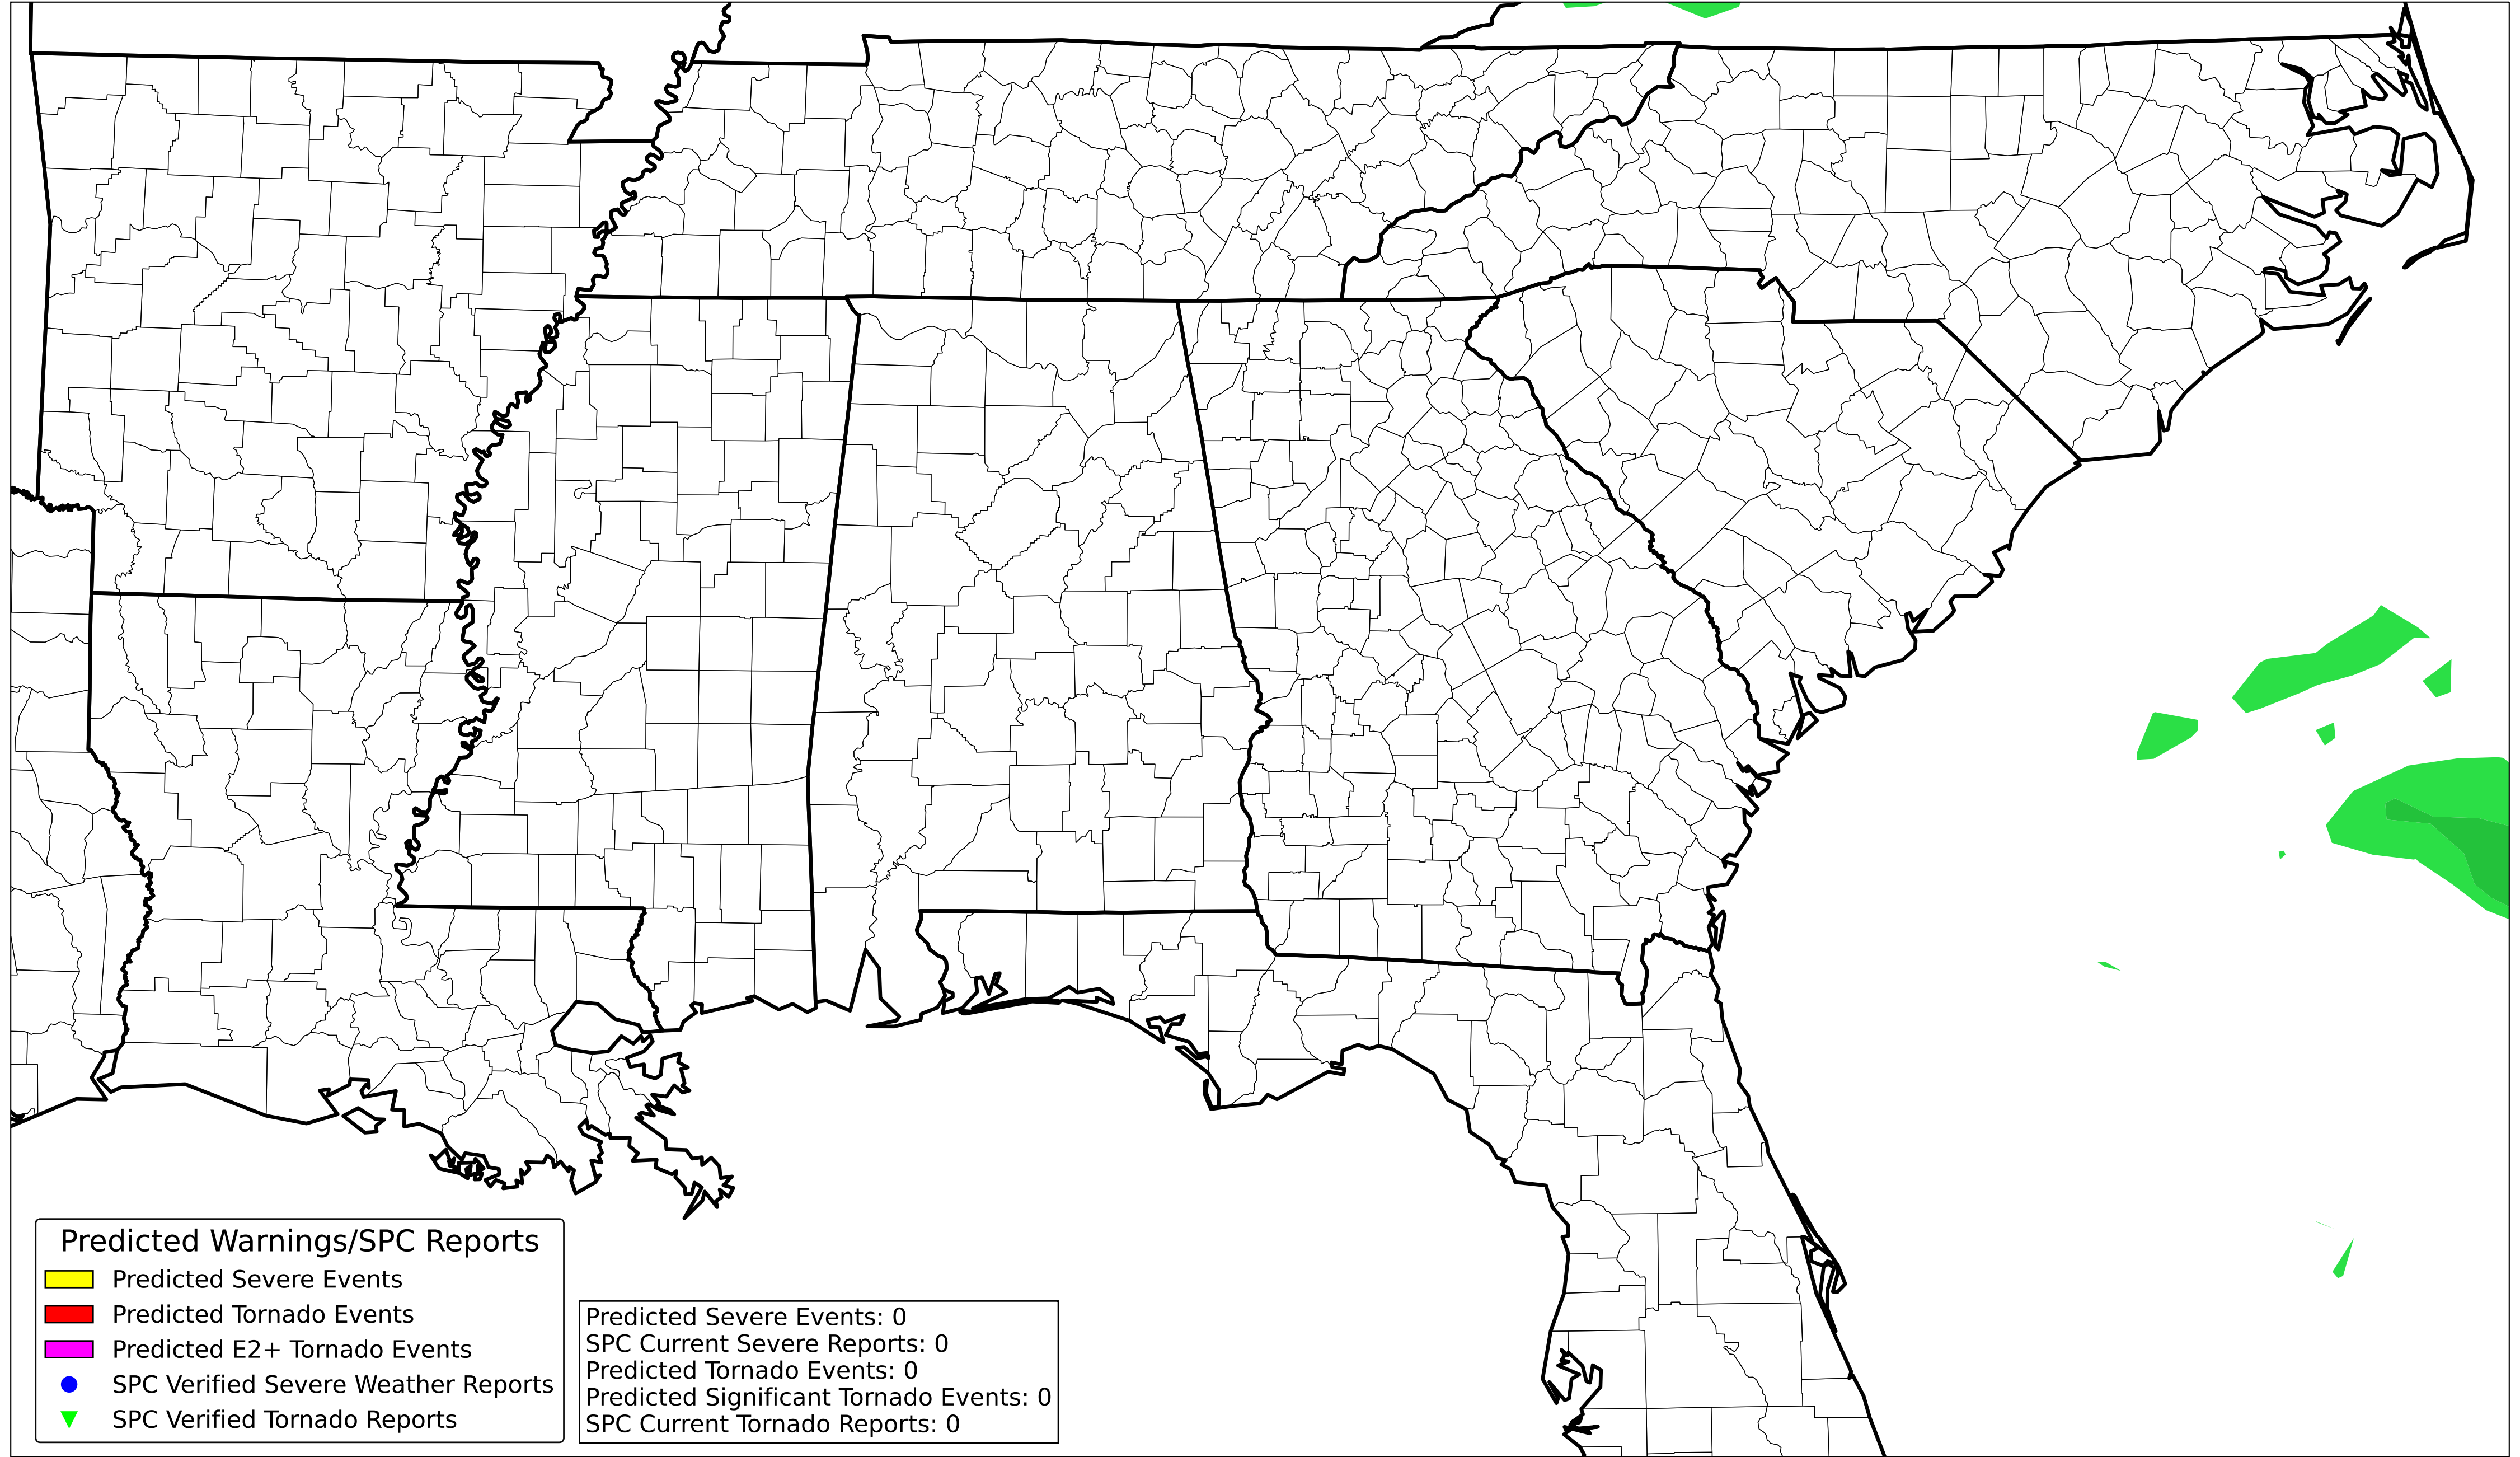 Predicted Warnings/SPC Reports
Predicted Severe Events
Predicted Tornado Events
Predicted E2+ Tornado Events
SPC Verified Severe Weather Reports
SPC Verified Tornado Reports
Predicted Severe Events: 0
SPC Current Severe Reports: 0
Predicted Tornado Events: 0
Predicted Significant Tornado Events: 0
SPC Current Tornado Reports: 0